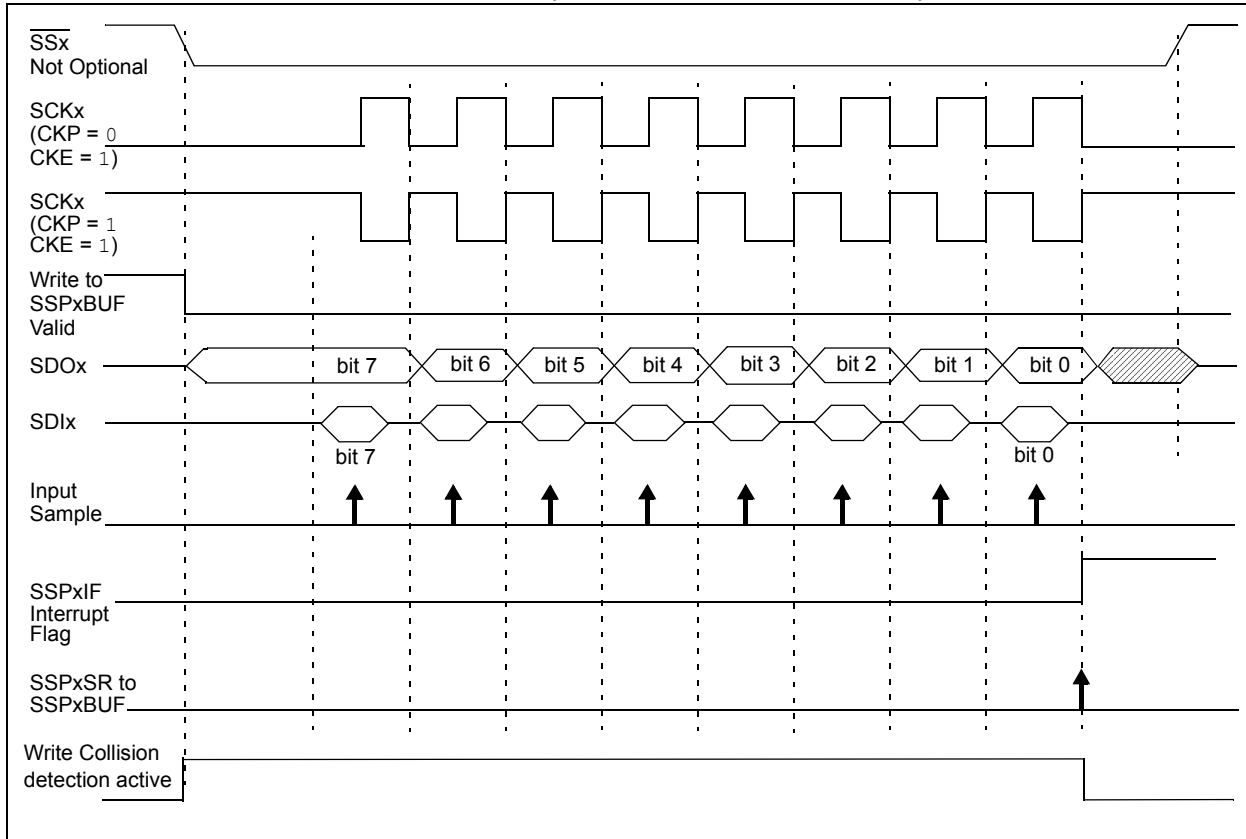 SSx
Not Optional
SCKx
(CKP = 0
CKE = 1)
SCKx
(CKP = 1
CKE = 1)
Write to
SSPxBUF
Valid
SDOx
bit 7 bit 6 bit 5 bit 4 bit 3 bit 2 bit 1 bit 0
SDIx
bit 7 bit 0
Input
Sample
SSPxIF
Interrupt
Flag
SSPxSR to
SSPxBUF
Write Collision
detection active